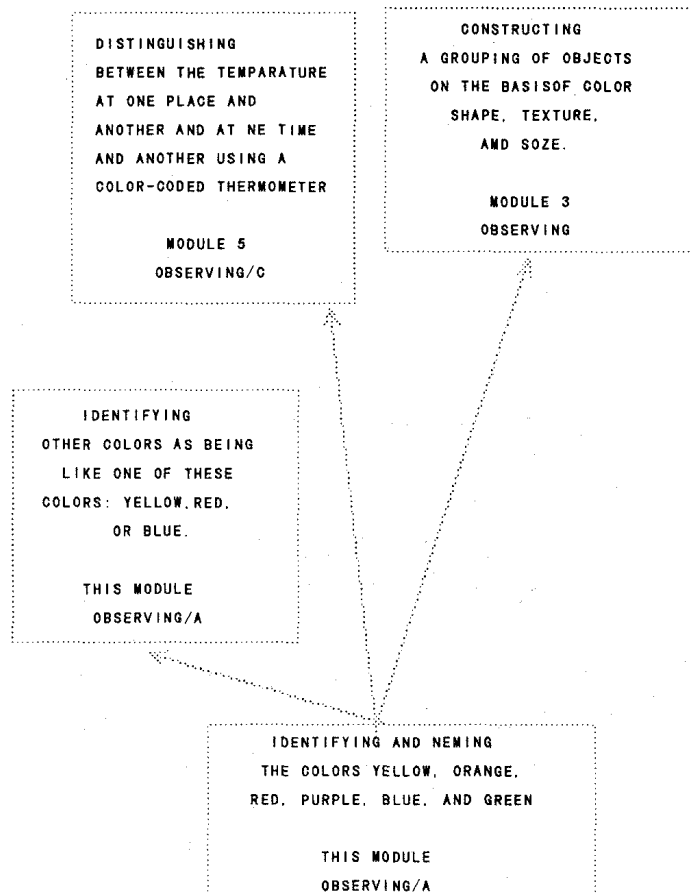 DISTINGUISHING
BETWEEN THE TEMPARATURE
AT ONE PLACE AND
ANOTHER AND AT NE TIME
AND ANOTHER USING A
COLOR-CODED THERMOMETER
MODULE 5
OBSERVING/C
CONSTRUCTING
A GROUPING OF OBJECTS
ON THE BASISOF COLOR
SHAPE, TEXTURE,
AMD SOZE.
MODULE 3
OBSERVING
IDENTIFYING
OTHER COLORS AS BEING
LIKE ONE OF THESE
COLORS: YELLOW,RED,
OR BLUE.
THIS MODULE
OBSERVING/A
IDENTIFYING AND NEMING
THE COLORS YELLOW, ORANGE,
RED, PURPLE, BLUE, AND GREEN
THIS MODULE
OBSERVING/A